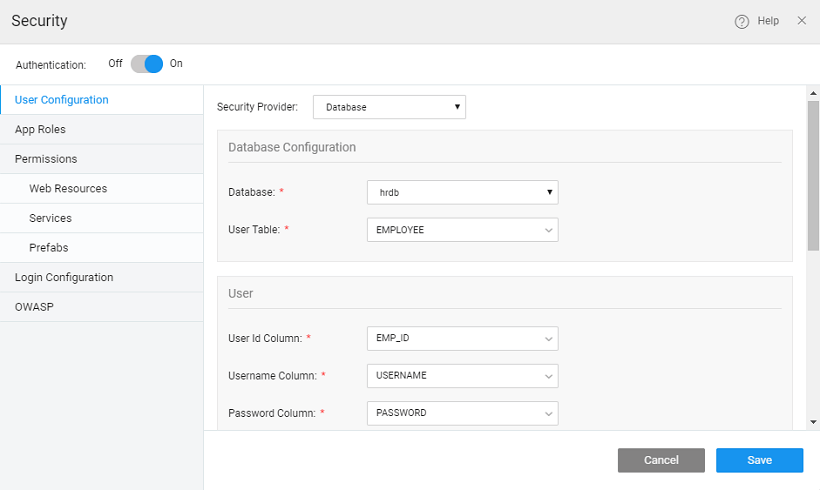 Security
Help
Authentication: Off On
User Configuration
App Roles
Permissions
Web Resources
Services
Prefabs
Login Configuration
OWASP
Security Provider: Database
Database Configuration
Database: * hrdb
User Table: * EMPLOYEE
User
User Id Column: * EMP_ID
Username Column: * USERNAME
Password Column: * PASSWORD
Cancel Save